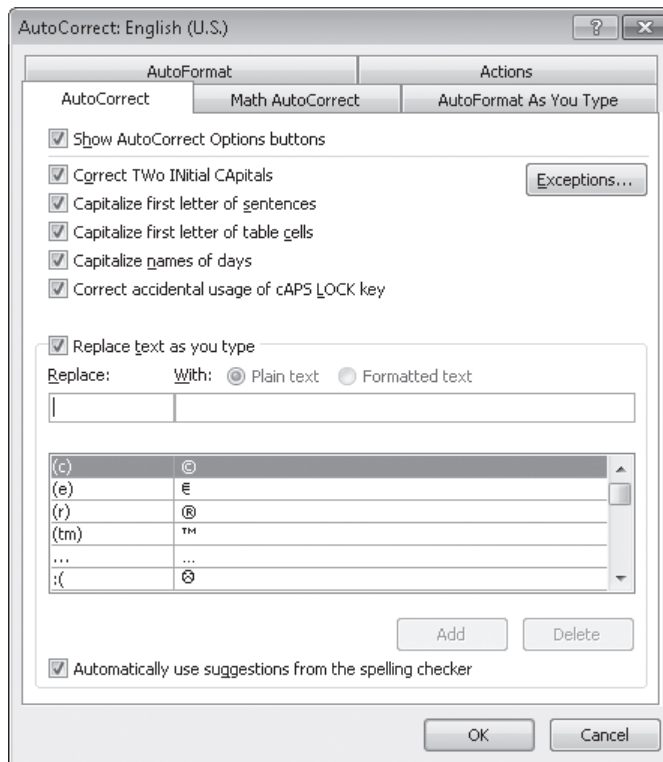 AutoCorrect: English (U.S.)
AutoFormat Actions
AutoCorrect Math AutoCorrect AutoFormat As You Type
Show AutoCorrect Options buttons
Correct TWo INitial CApitals Exceptions...
Capitalize first letter of sentences
Capitalize first letter of table cells
Capitalize names of days
Correct accidental usage of cAPS LOCK key
Replace text as you type
Replace: With: Plain text Formatted text
(c) ©
(e) €
(r) ®
(tm) ™
... ...
:( ☹
Add Delete
Automatically use suggestions from the spelling checker
OK Cancel